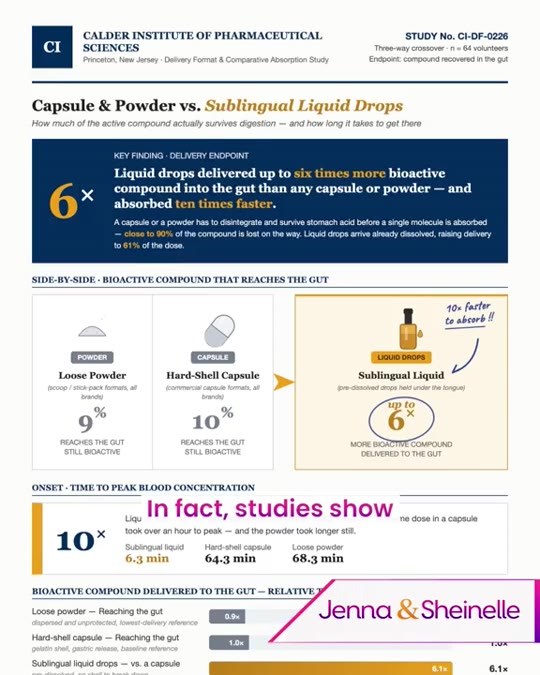 CI
CALDER INSTITUTE OF PHARMACEUTICAL
SCIENCES
Princeton, New Jersey · Delivery Format & Comparative Absorption Study
STUDY No. CI-DF-0226
Three-way crossover · n = 64 volunteers
Endpoint: compound recovered in the gut
Capsule & Powder vs. Sublingual Liquid Drops
How much of the active compound actually survives digestion — and how long it takes to get there
6×
KEY FINDING · DELIVERY ENDPOINT
Liquid drops delivered up to six times more bioactive
compound into the gut than any capsule or powder — and
absorbed ten times faster.
A capsule or a powder has to disintegrate and survive stomach acid before a single molecule is absorbed
— close to 90% of the compound is lost on the way. Liquid drops arrive already dissolved, raising delivery
to 61% of the dose.
SIDE-BY-SIDE · BIOACTIVE COMPOUND THAT REACHES THE GUT
POWDER
Loose Powder
(scoop / stick-pack formats, all
brands)
9%
REACHES THE GUT
STILL BIOACTIVE
CAPSULE
Hard-Shell Capsule
(commercial capsule formats, all
brands)
10%
REACHES THE GUT
STILL BIOACTIVE
10x faster
to absorb!!
LIQUID DROPS
Sublingual Liquid
(pre-dissolved drops held under the tongue)
up to
6×
MORE BIOACTIVE COMPOUND
DELIVERED TO THE GUT
ONSET · TIME TO PEAK BLOOD CONCENTRATION
In fact, studies show
10×
me dose in a capsule
took over an hour to peak — and the powder took longer still.
Sublingual liquid
6.3 min
Hard-shell capsule
64.3 min
Loose powder
68.3 min
BIOACTIVE COMPOUND DELIVERED TO THE GUT — RELATIVE
Jenna & Sheinelle
Loose powder — Reaching the gut
dispersed and unprotected, lowest-delivery reference
0.9×
Hard-shell capsule — Reaching the gut
gelatin shell, gastric release, baseline reference
1.0×
1.0×
Sublingual liquid drops — vs. a capsule
6.1×
6.1×